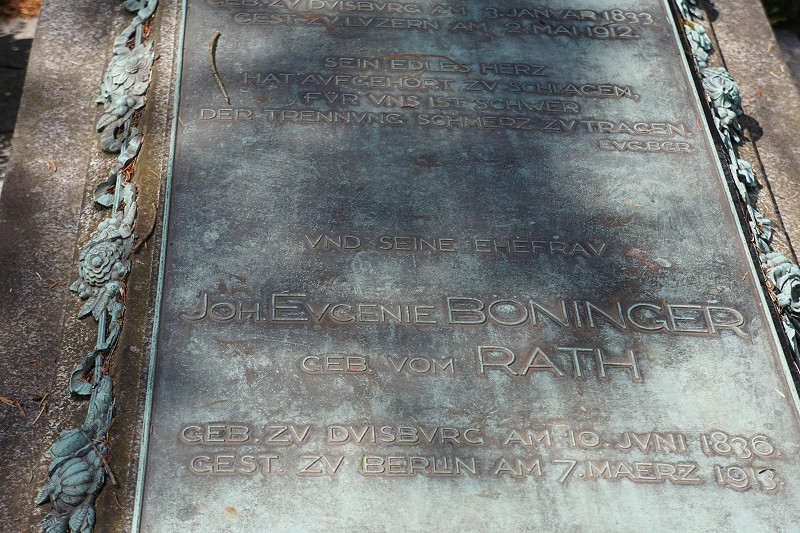 GEB. ZV DVISBVRG AM 3. JANVAR 1833.
GEST. ZV LVZERN AM 2. MAI 1912.
SEIN EDLES HERZ
HAT AVFGEHÖRT ZV SCHLAGEN,
FÜR VNS IST SCHWER
DER TRENNVNG SCHMERZ ZV TRAGEN.
EVG. BGR.
VND SEINE EHEFRAV
JOH. EVGENIE BÖNINGER
GEB. VOM RATH
GEB. ZV DVISBVRG AM 10. JVNI 1836.
GEST. ZV BERLIN AM 7. MAERZ 1913.